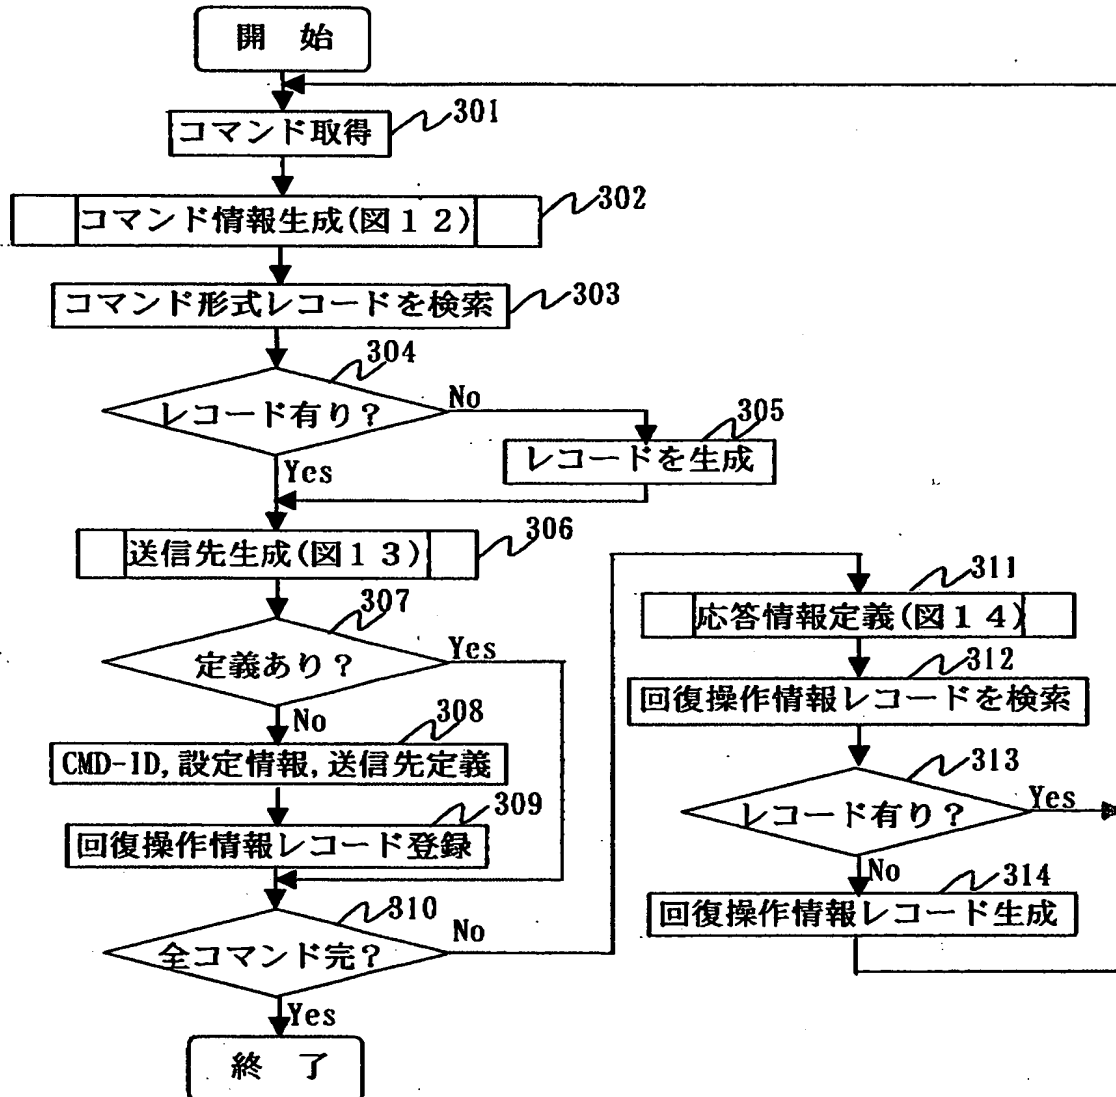 開 始
コマンド取得
301
コマンド情報生成(図12)
302
コマンド形式レコードを検索
303
304
レコード有り?
No
Yes
305
レコードを生成
送信先生成(図13)
306
307
定義あり?
Yes
No
308
CMD-ID,設定情報,送信先定義
309
回復操作情報レコード登録
310
全コマンド完?
No
Yes
終 了
311
応答情報定義(図14)
312
回復操作情報レコードを検索
313
レコード有り?
Yes
No
314
回復操作情報レコード生成